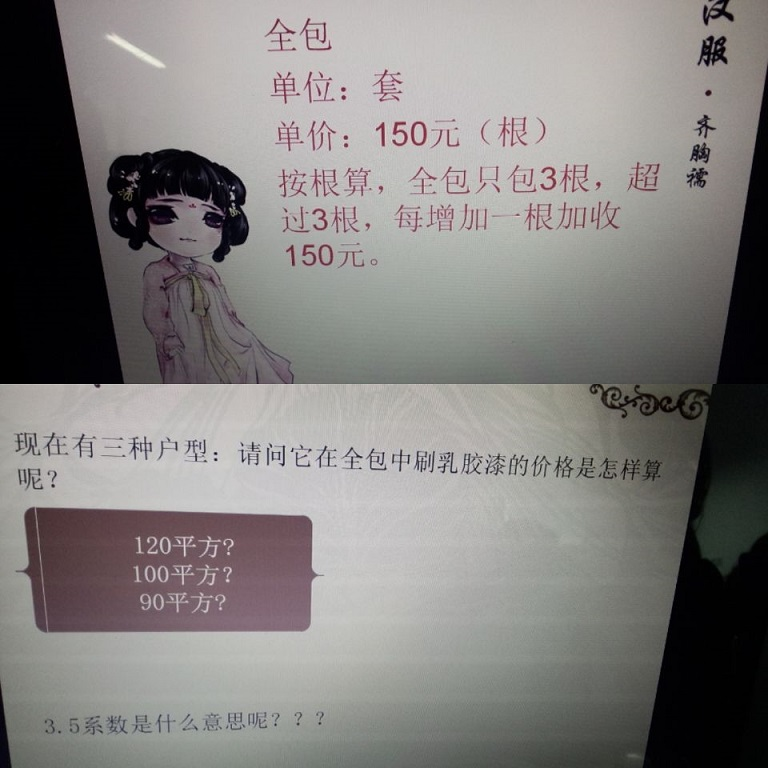 全包
单位：套
单价：150元（根）
按根算，全包只包3根，超
过3根，每增加一根加收
150元。
汉服·齐胸襦
现在有三种户型：请问它在全包中刷乳胶漆的价格是怎样算
呢？
120平方?
100平方？
90平方?
3.5系数是什么意思呢？？？